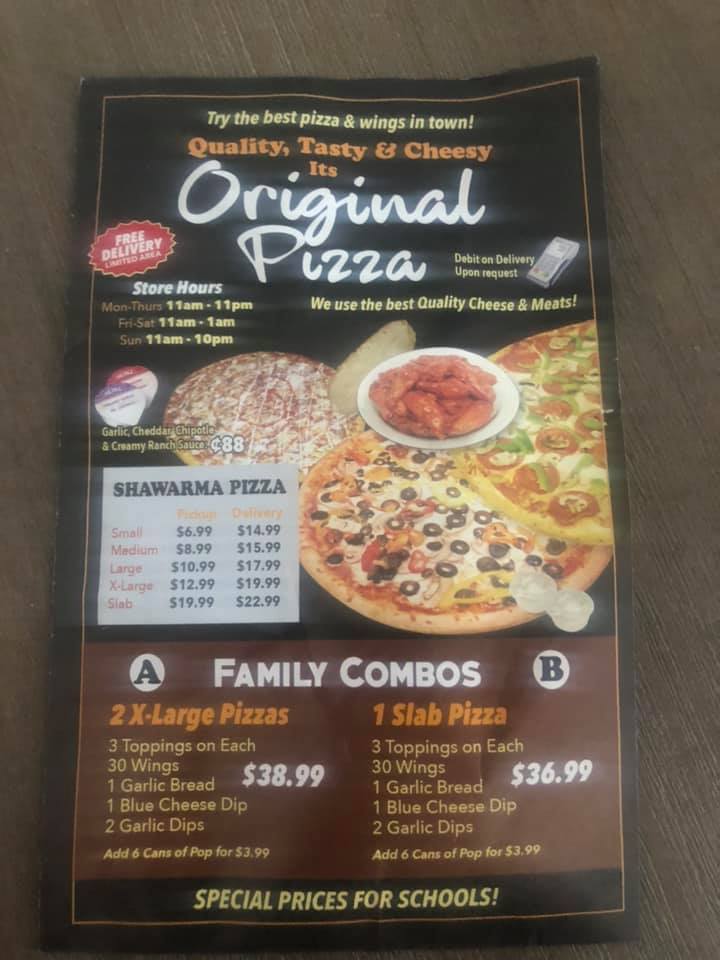 Try the best pizza & wings in town!
Quality, Tasty & Cheesy
Its
Original
Pizza
FREE
DELIVERY
LIMITED AREA
Debit on Delivery
Upon request
Store Hours
Mon-Thurs 11am - 11pm
Fri-Sat 11am - 1am
Sun 11am - 10pm
We use the best Quality Cheese & Meats!
Garlic, Cheddar Chipotle
& Creamy Ranch Sauce. ¢88
SHAWARMA PIZZA
Pickup Delivery
Small $6.99 $14.99
Medium $8.99 $15.99
Large $10.99 $17.99
X-Large $12.99 $19.99
Slab $19.99 $22.99
A FAMILY COMBOS B
2 X-Large Pizzas
3 Toppings on Each
30 Wings
1 Garlic Bread
$38.99
1 Blue Cheese Dip
2 Garlic Dips
Add 6 Cans of Pop for $3.99
1 Slab Pizza
3 Toppings on Each
30 Wings
1 Garlic Bread
$36.99
1 Blue Cheese Dip
2 Garlic Dips
Add 6 Cans of Pop for $3.99
SPECIAL PRICES FOR SCHOOLS!